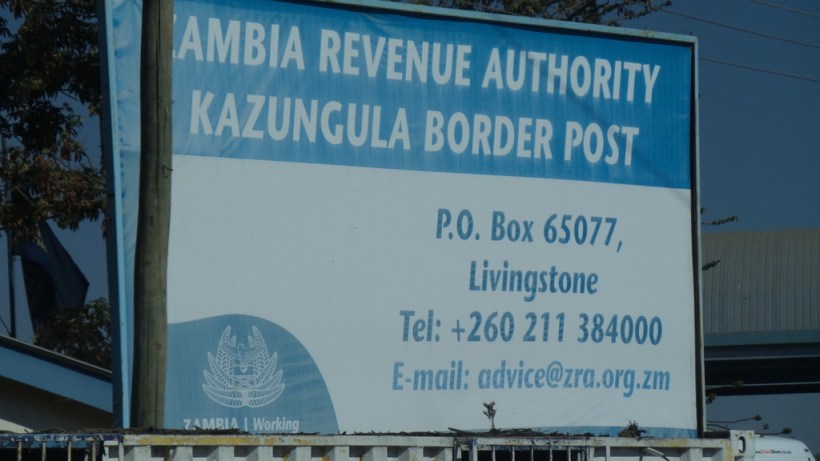 ZAMBIA REVENUE AUTHORITY
KAZUNGULA BORDER POST
P.O. Box 65077,
Livingstone
Tel: +260 211 384000
E-mail: advice@zra.org.zm
ZAMBIA | Working